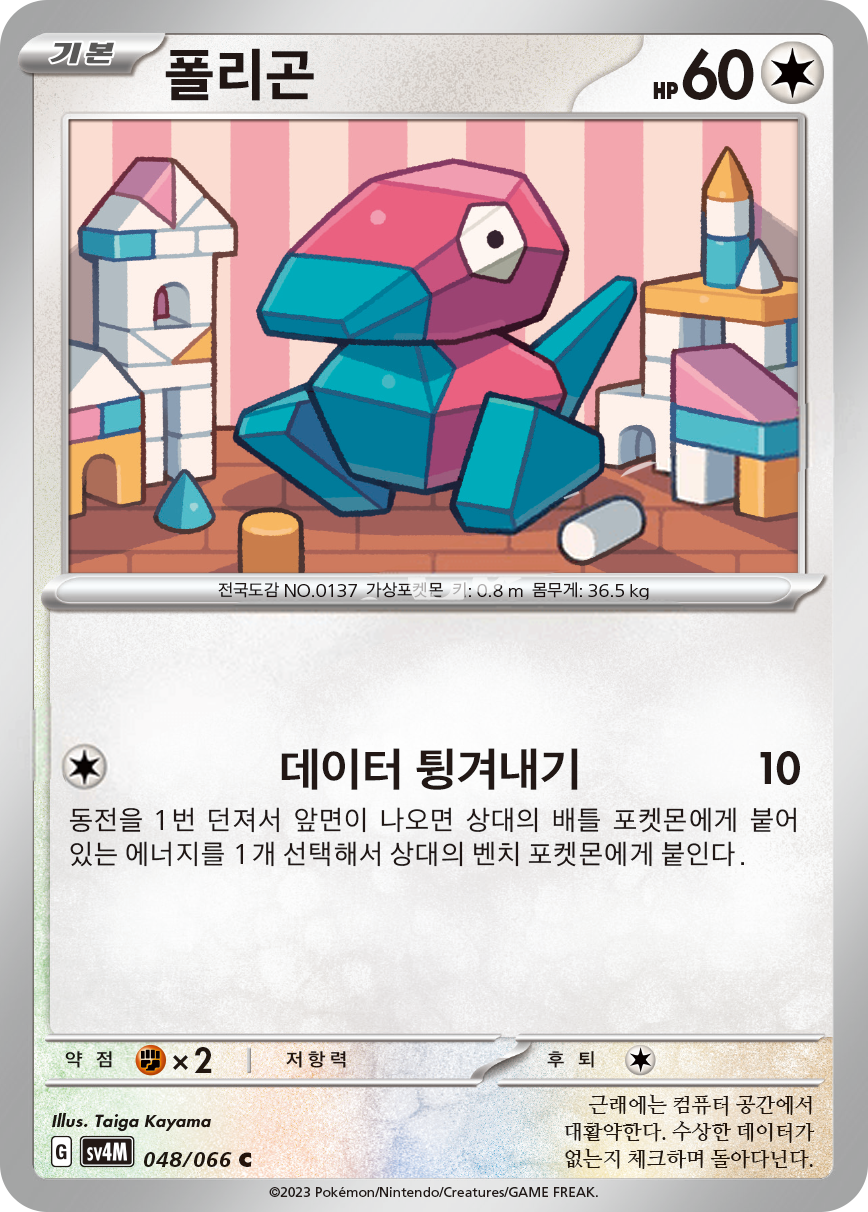 기본
폴리곤
HP 60
전국도감 NO.0137 가상포켓몬 키: 0.8 m 몸무게: 36.5 kg
데이터 튕겨내기 10
동전을 1번 던져서 앞면이 나오면 상대의 배틀 포켓몬에게 붙어
있는 에너지를 1개 선택해서 상대의 벤치 포켓몬에게 붙인다.
약점 ×2 저항력 후퇴
Illus. Taiga Kayama
근래에는 컴퓨터 공간에서
대활약한다. 수상한 데이터가
없는지 체크하며 돌아다닌다.
G sv4M 048/066 C
©2023 Pokémon/Nintendo/Creatures/GAME FREAK.